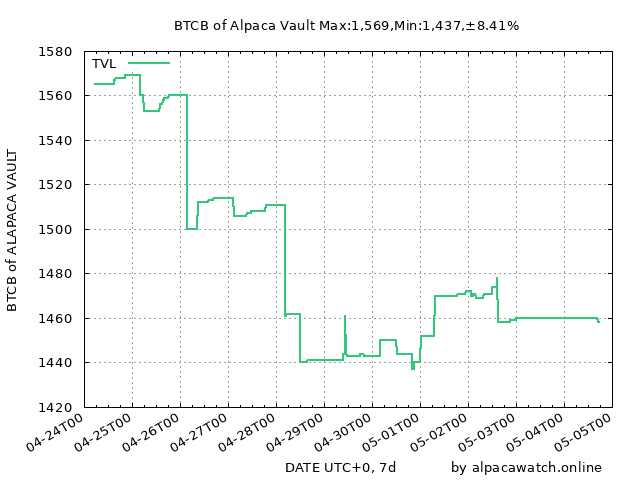 BTCB of Alpaca Vault Max:1,569,Min:1,437,±8.41%
TVL
1580
1560
1540
1520
1500
1480
1460
1440
1420
BTCB of ALAPACA VAULT
04-24T00
04-25T00
04-26T00
04-27T00
04-28T00
04-29T00
04-30T00
05-01T00
05-02T00
05-03T00
05-04T00
05-05T00
DATE UTC+0, 7d
by alpacawatch.online